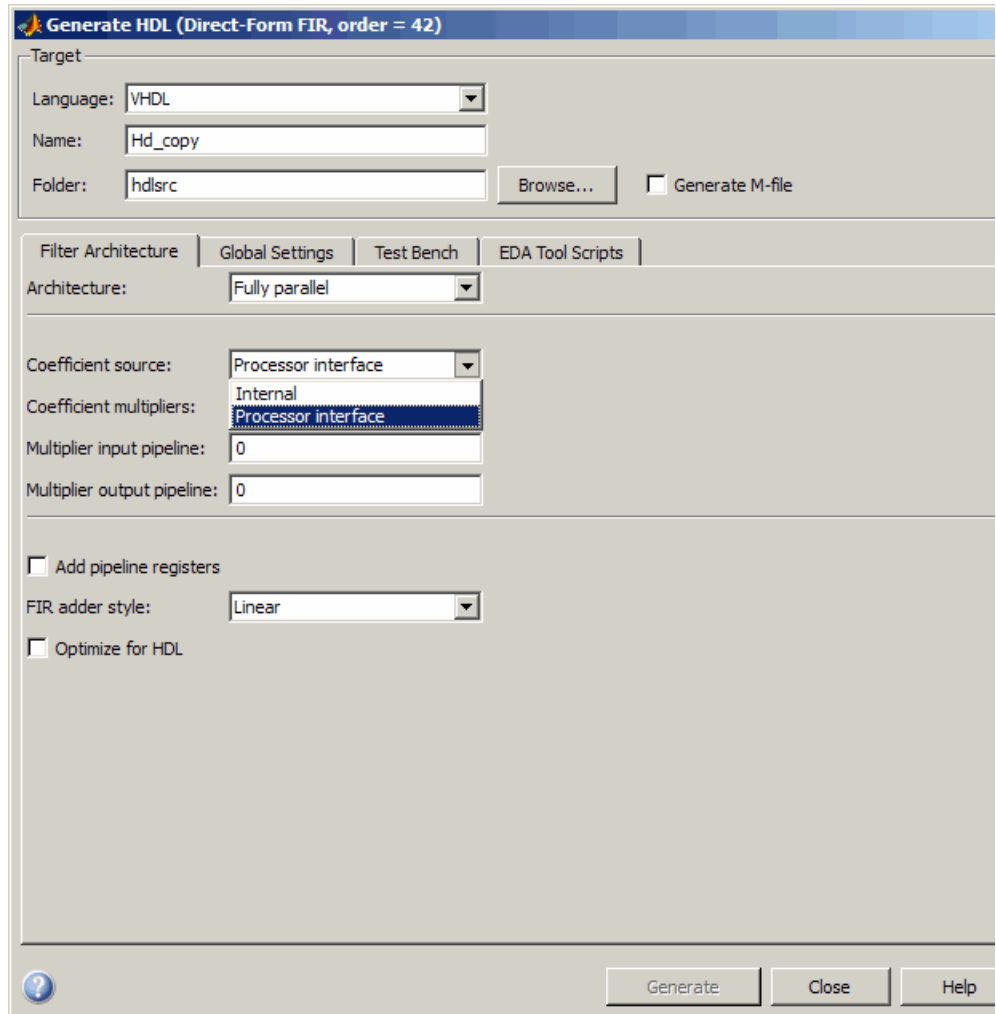 Generate HDL (Direct-Form FIR, order = 42)
Target
Language: VHDL
Name: Hd_copy
Folder: hdlsrc Browse... Generate M-file
Filter Architecture Global Settings Test Bench EDA Tool Scripts
Architecture: Fully parallel
Coefficient source: Processor interface
Internal
Coefficient multipliers: Processor interface
Multiplier input pipeline: 0
Multiplier output pipeline: 0
Add pipeline registers
FIR adder style: Linear
Optimize for HDL
? Generate Close Help